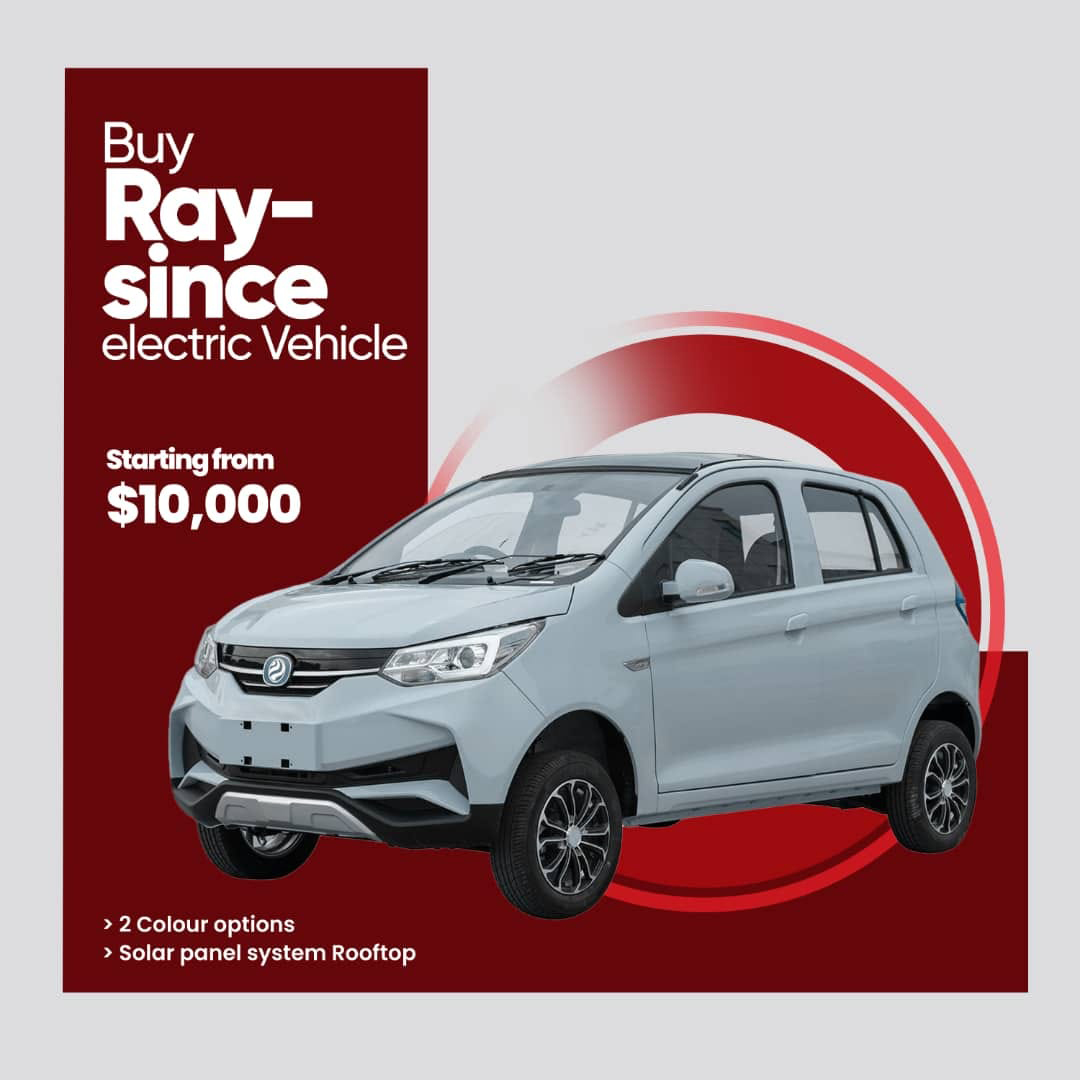 Buy
Ray-
since
electric Vehicle
Starting from
$10,000
> 2 Colour options
> Solar panel system Rooftop